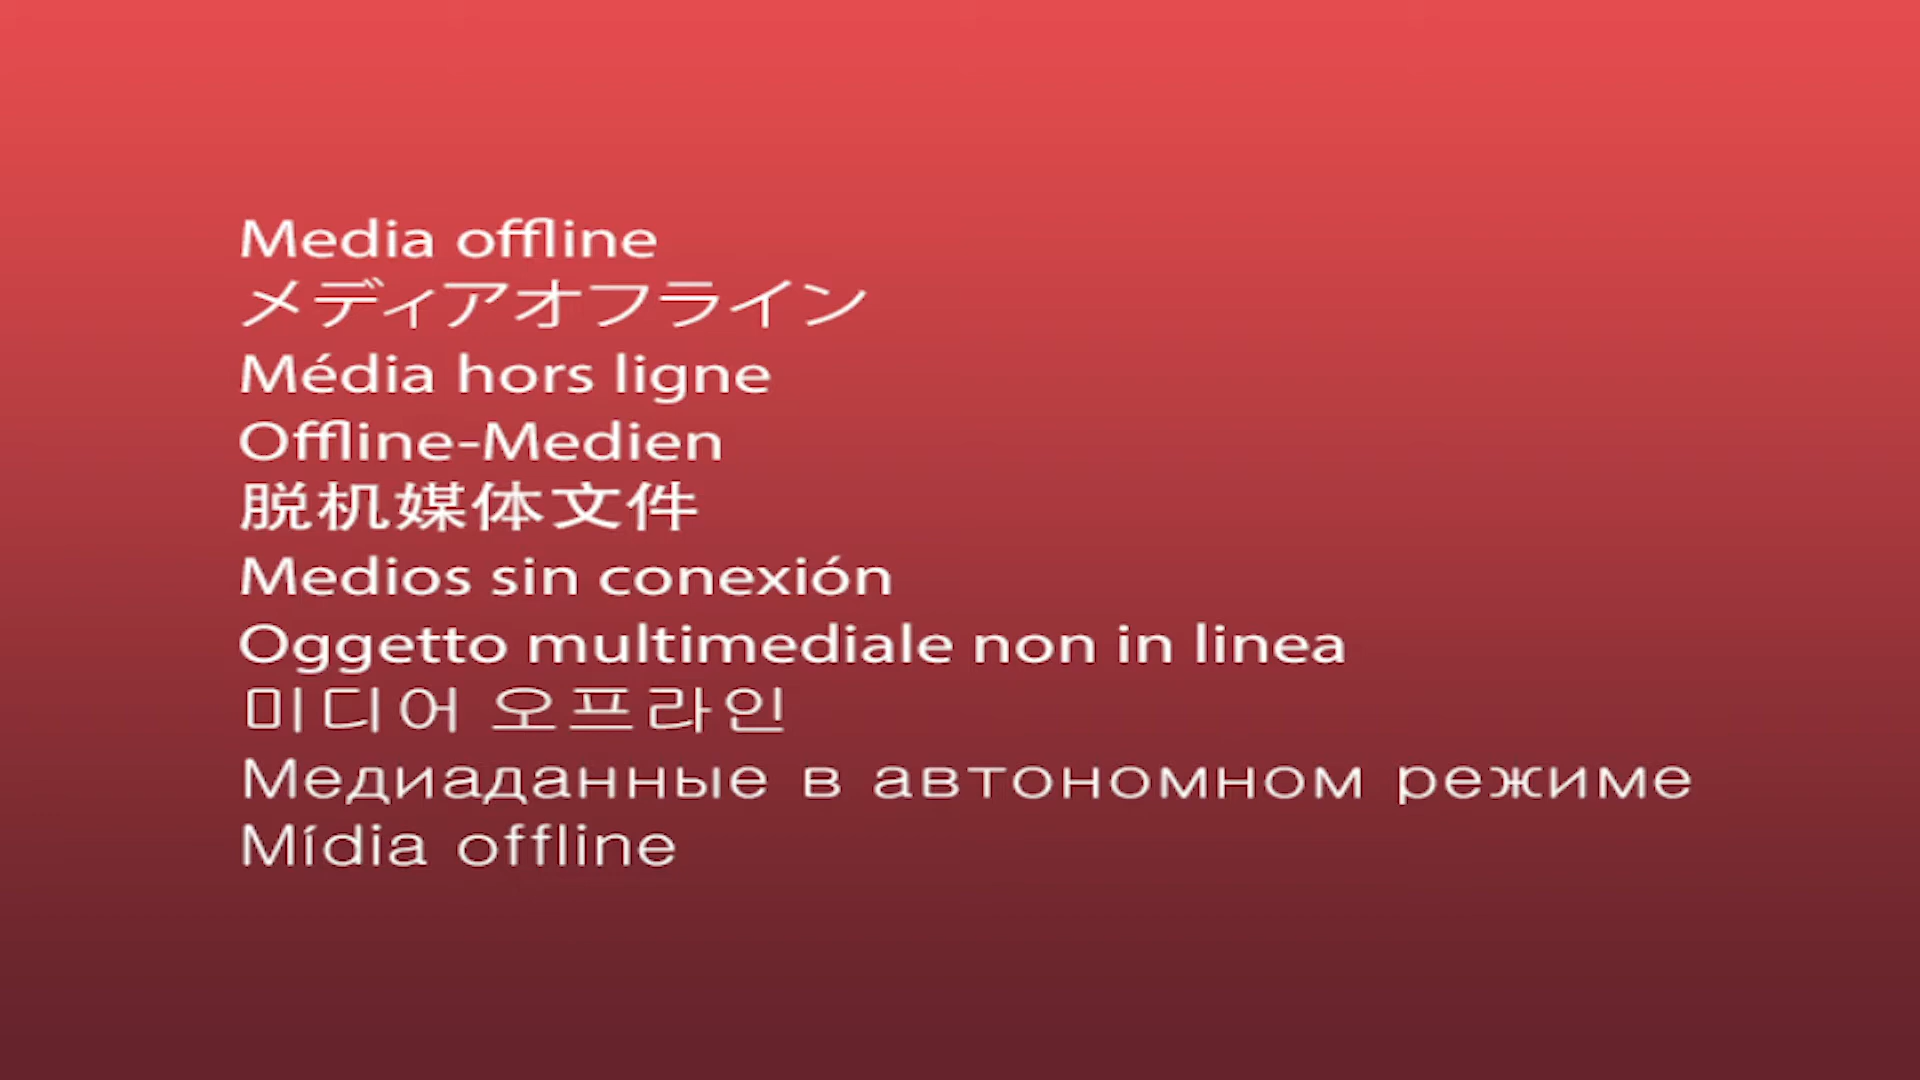 Media offline
メディアオフライン
Média hors ligne
Offline-Medien
脱机媒体文件
Medios sin conexión
Oggetto multimediale non in linea
미디어 오프라인
Медиаданные в автономном режиме
Mídia offline